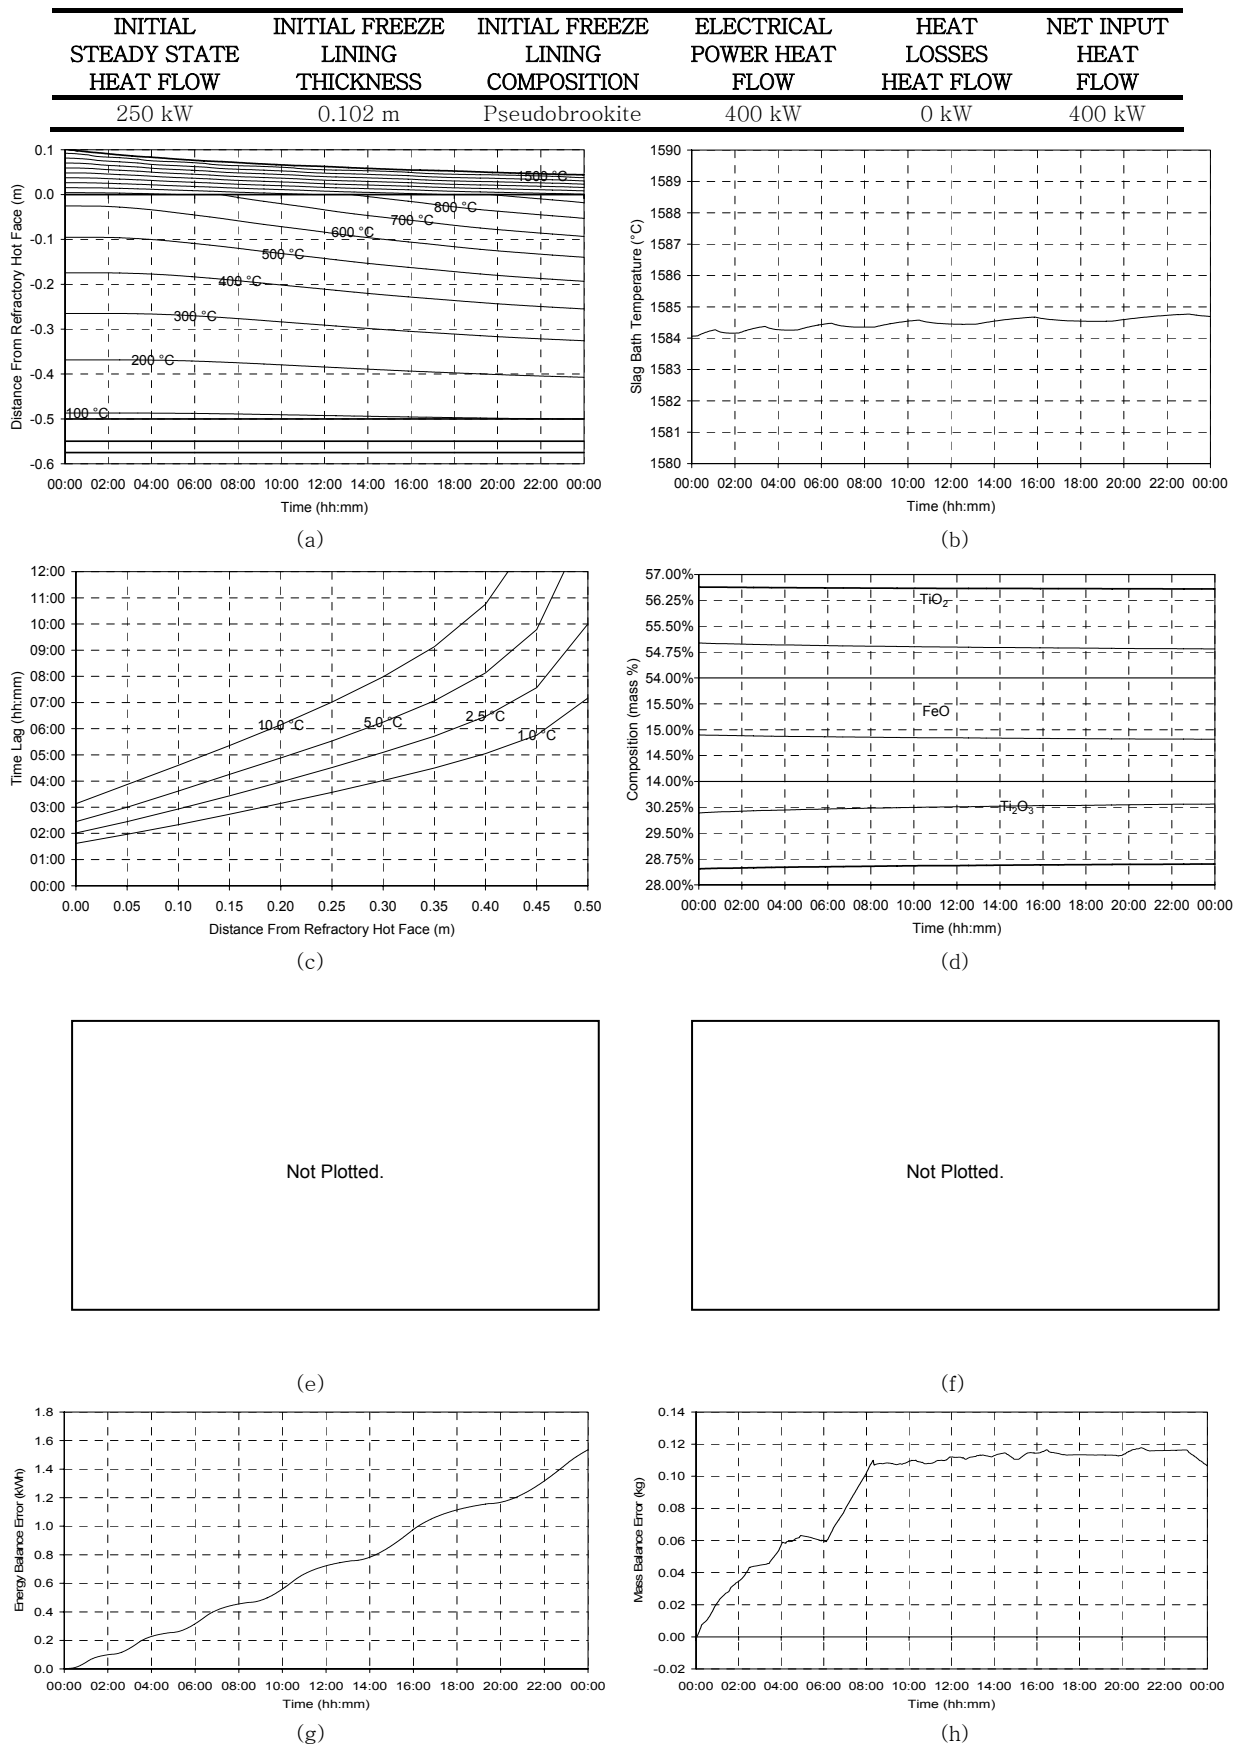 INITIAL STEADY STATE HEAT FLOW	INITIAL FREEZE LINING THICKNESS	INITIAL FREEZE LINING COMPOSITION	ELECTRICAL POWER HEAT FLOW	HEAT LOSSES HEAT FLOW	NET INPUT HEAT FLOW
250 kW	0.102 m	Pseudobrookite	400 kW	0 kW	400 kW
Distance From Refractory Hot Face (m)
0.1
0.0
-0.1
-0.2
-0.3
-0.4
-0.5
-0.6
1500 °C
800 °C
700 °C
600 °C
500 °C
400 °C
300 °C
200 °C
100 °C
00:00 02:00 04:00 06:00 08:00 10:00 12:00 14:00 16:00 18:00 20:00 22:00 00:00
Time (hh:mm)
(a)
Slag Bath Temperature (°C)
1590
1589
1588
1587
1586
1585
1584
1583
1582
1581
1580
00:00 02:00 04:00 06:00 08:00 10:00 12:00 14:00 16:00 18:00 20:00 22:00 00:00
Time (hh:mm)
(b)
Time Lag (hh:mm)
12:00
11:00
10:00
09:00
08:00
07:00
06:00
05:00
04:00
03:00
02:00
01:00
00:00
10.0 °C
5.0 °C
2.5 °C
1.0 °C
0.00 0.05 0.10 0.15 0.20 0.25 0.30 0.35 0.40 0.45 0.50
Distance From Refractory Hot Face (m)
(c)
Composition (mass %)
57.00%
56.25%
55.50%
54.75%
54.00%
15.50%
15.00%
14.50%
14.00%
30.25%
29.50%
28.75%
28.00%
TiO₂
FeO
Ti₂O₃
00:00 02:00 04:00 06:00 08:00 10:00 12:00 14:00 16:00 18:00 20:00 22:00 00:00
Time (hh:mm)
(d)
Not Plotted.
(e)
Not Plotted.
(f)
Energy Balance Error (kWh)
1.8
1.6
1.4
1.2
1.0
0.8
0.6
0.4
0.2
0.0
00:00 02:00 04:00 06:00 08:00 10:00 12:00 14:00 16:00 18:00 20:00 22:00 00:00
Time (hh:mm)
(g)
Mass Balance Error (kg)
0.14
0.12
0.10
0.08
0.06
0.04
0.02
0.00
-0.02
00:00 02:00 04:00 06:00 08:00 10:00 12:00 14:00 16:00 18:00 20:00 22:00 00:00
Time (hh:mm)
(h)